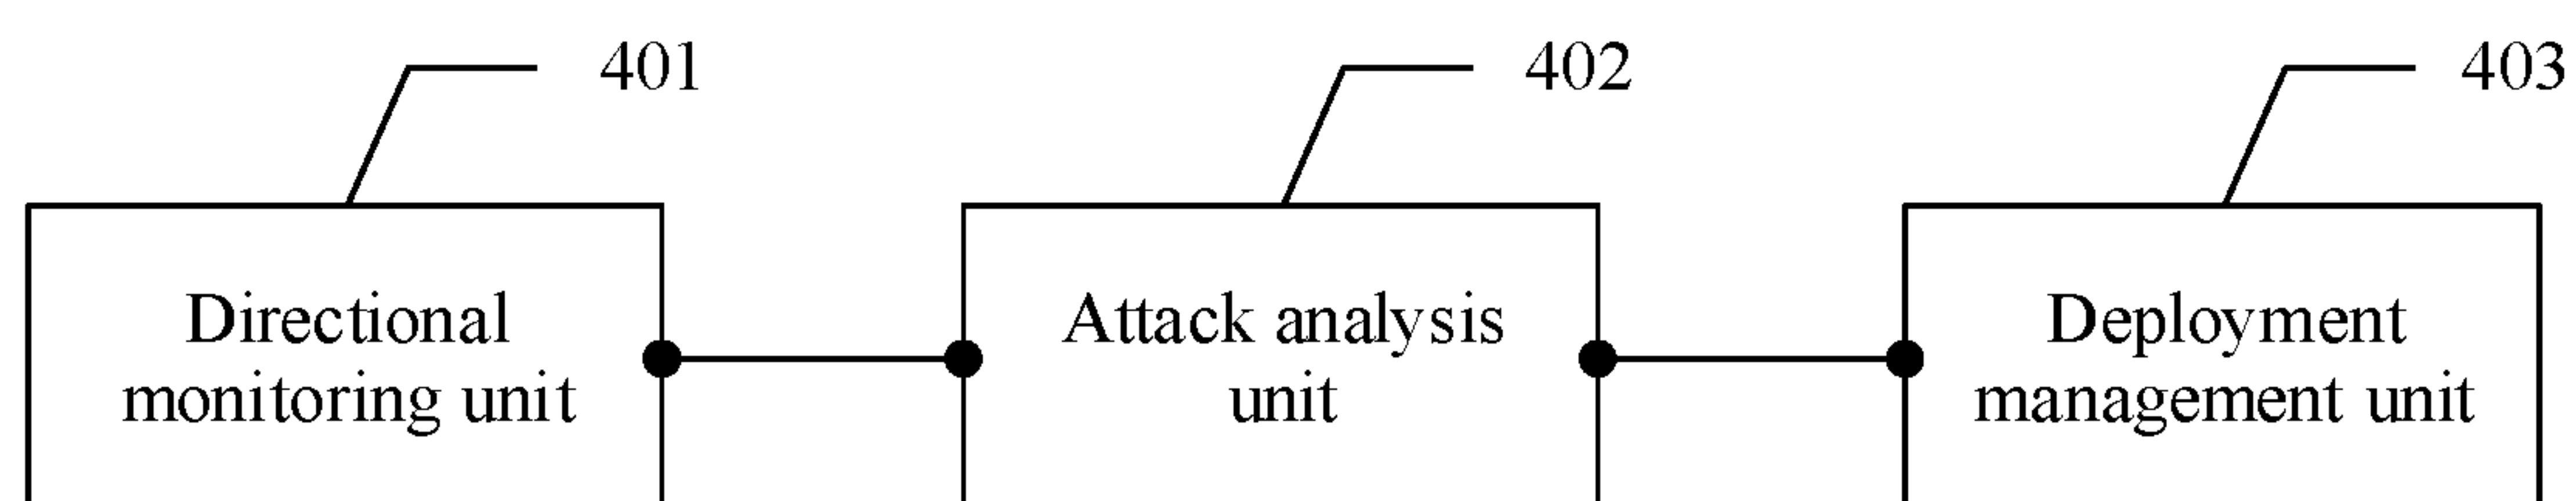 401
402
403
Directional
monitoring unit
Attack analysis
unit
Deployment
management unit